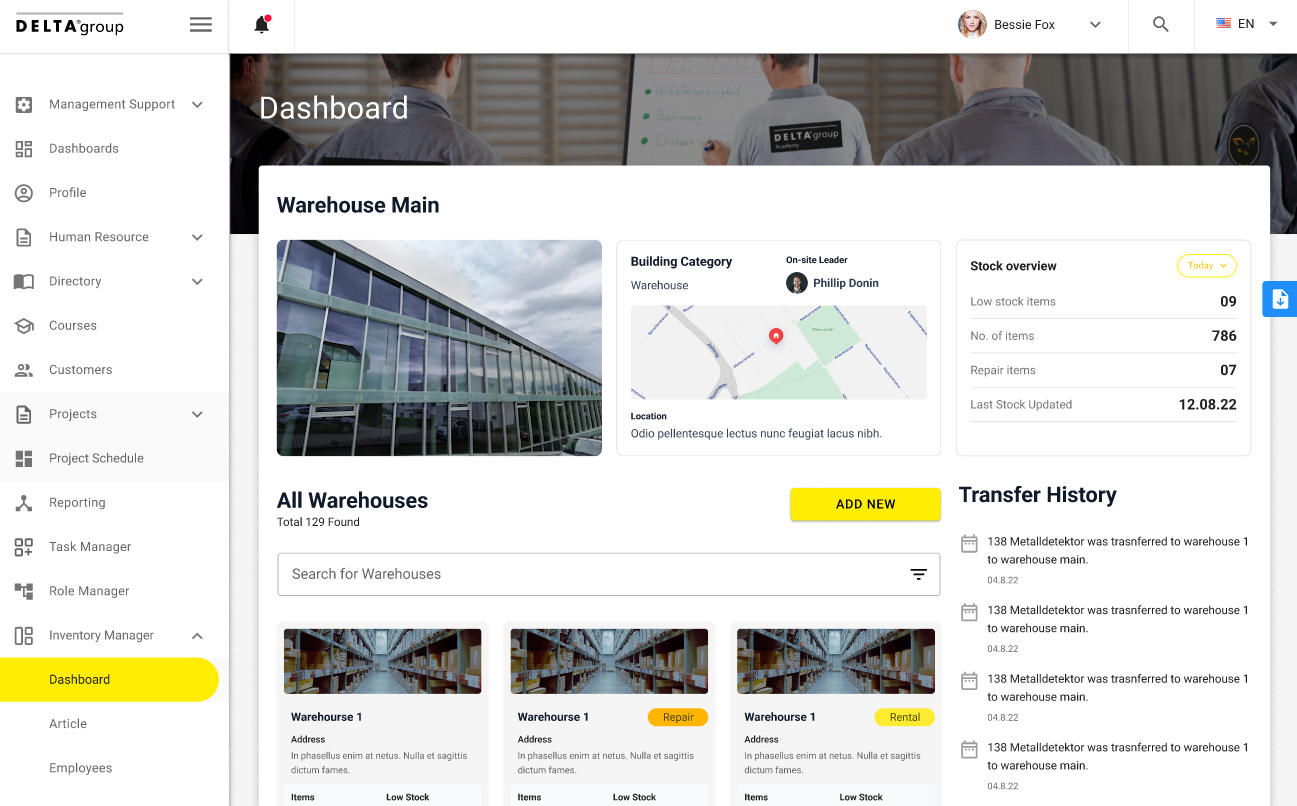 DELTA®group
Bessie Fox
EN
Management Support
Dashboards
Profile
Human Resource
Directory
Courses
Customers
Projects
Project Schedule
Reporting
Task Manager
Role Manager
Inventory Manager
Dashboard
Article
Employees
Dashboard
DELTA group
Academy
Warehouse Main
Building Category
Warehouse
On-site Leader
Phillip Donin
Location
Odio pellentesque lectus nunc feugiat lacus nibh.
Stock overview
Today
Low stock items
09
No. of items
786
Repair items
07
Last Stock Updated
12.08.22
All Warehouses
Total 129 Found
ADD NEW
Search for Warehouses
Warehourse 1
Address
In phasellus enim at netus. Nulla et sagittis
dictum fames.
Items Low Stock
Warehourse 1
Repair
Address
In phasellus enim at netus. Nulla et sagittis
dictum fames.
Items Low Stock
Warehourse 1
Rental
Address
In phasellus enim at netus. Nulla et sagittis
dictum fames.
Items Low Stock
Transfer History
138 Metalldetektor was trasnferred to warehouse 1
to warehouse main.
04.8.22
138 Metalldetektor was trasnferred to warehouse 1
to warehouse main.
04.8.22
138 Metalldetektor was trasnferred to warehouse 1
to warehouse main.
04.8.22
138 Metalldetektor was trasnferred to warehouse 1
to warehouse main.
04.8.22